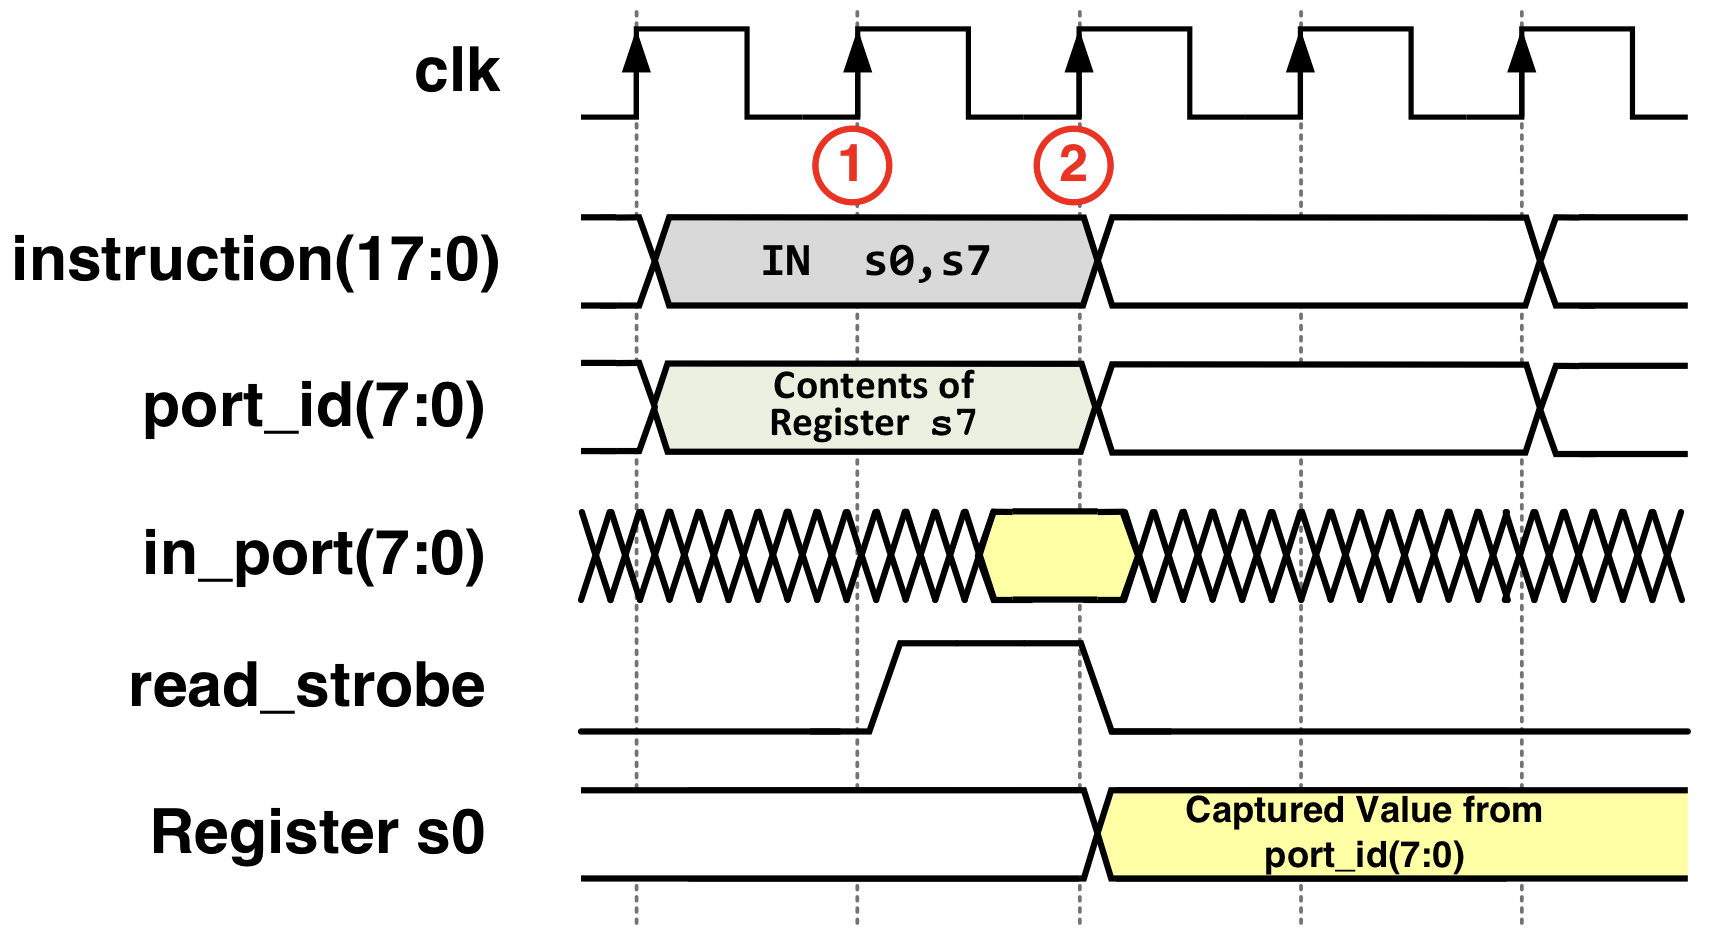 clk
1
2
instruction(17:0)
IN s0,s7
port_id(7:0)
Contents of
Register s7
in_port(7:0)
read_strobe
Register s0
Captured Value from
port_id(7:0)